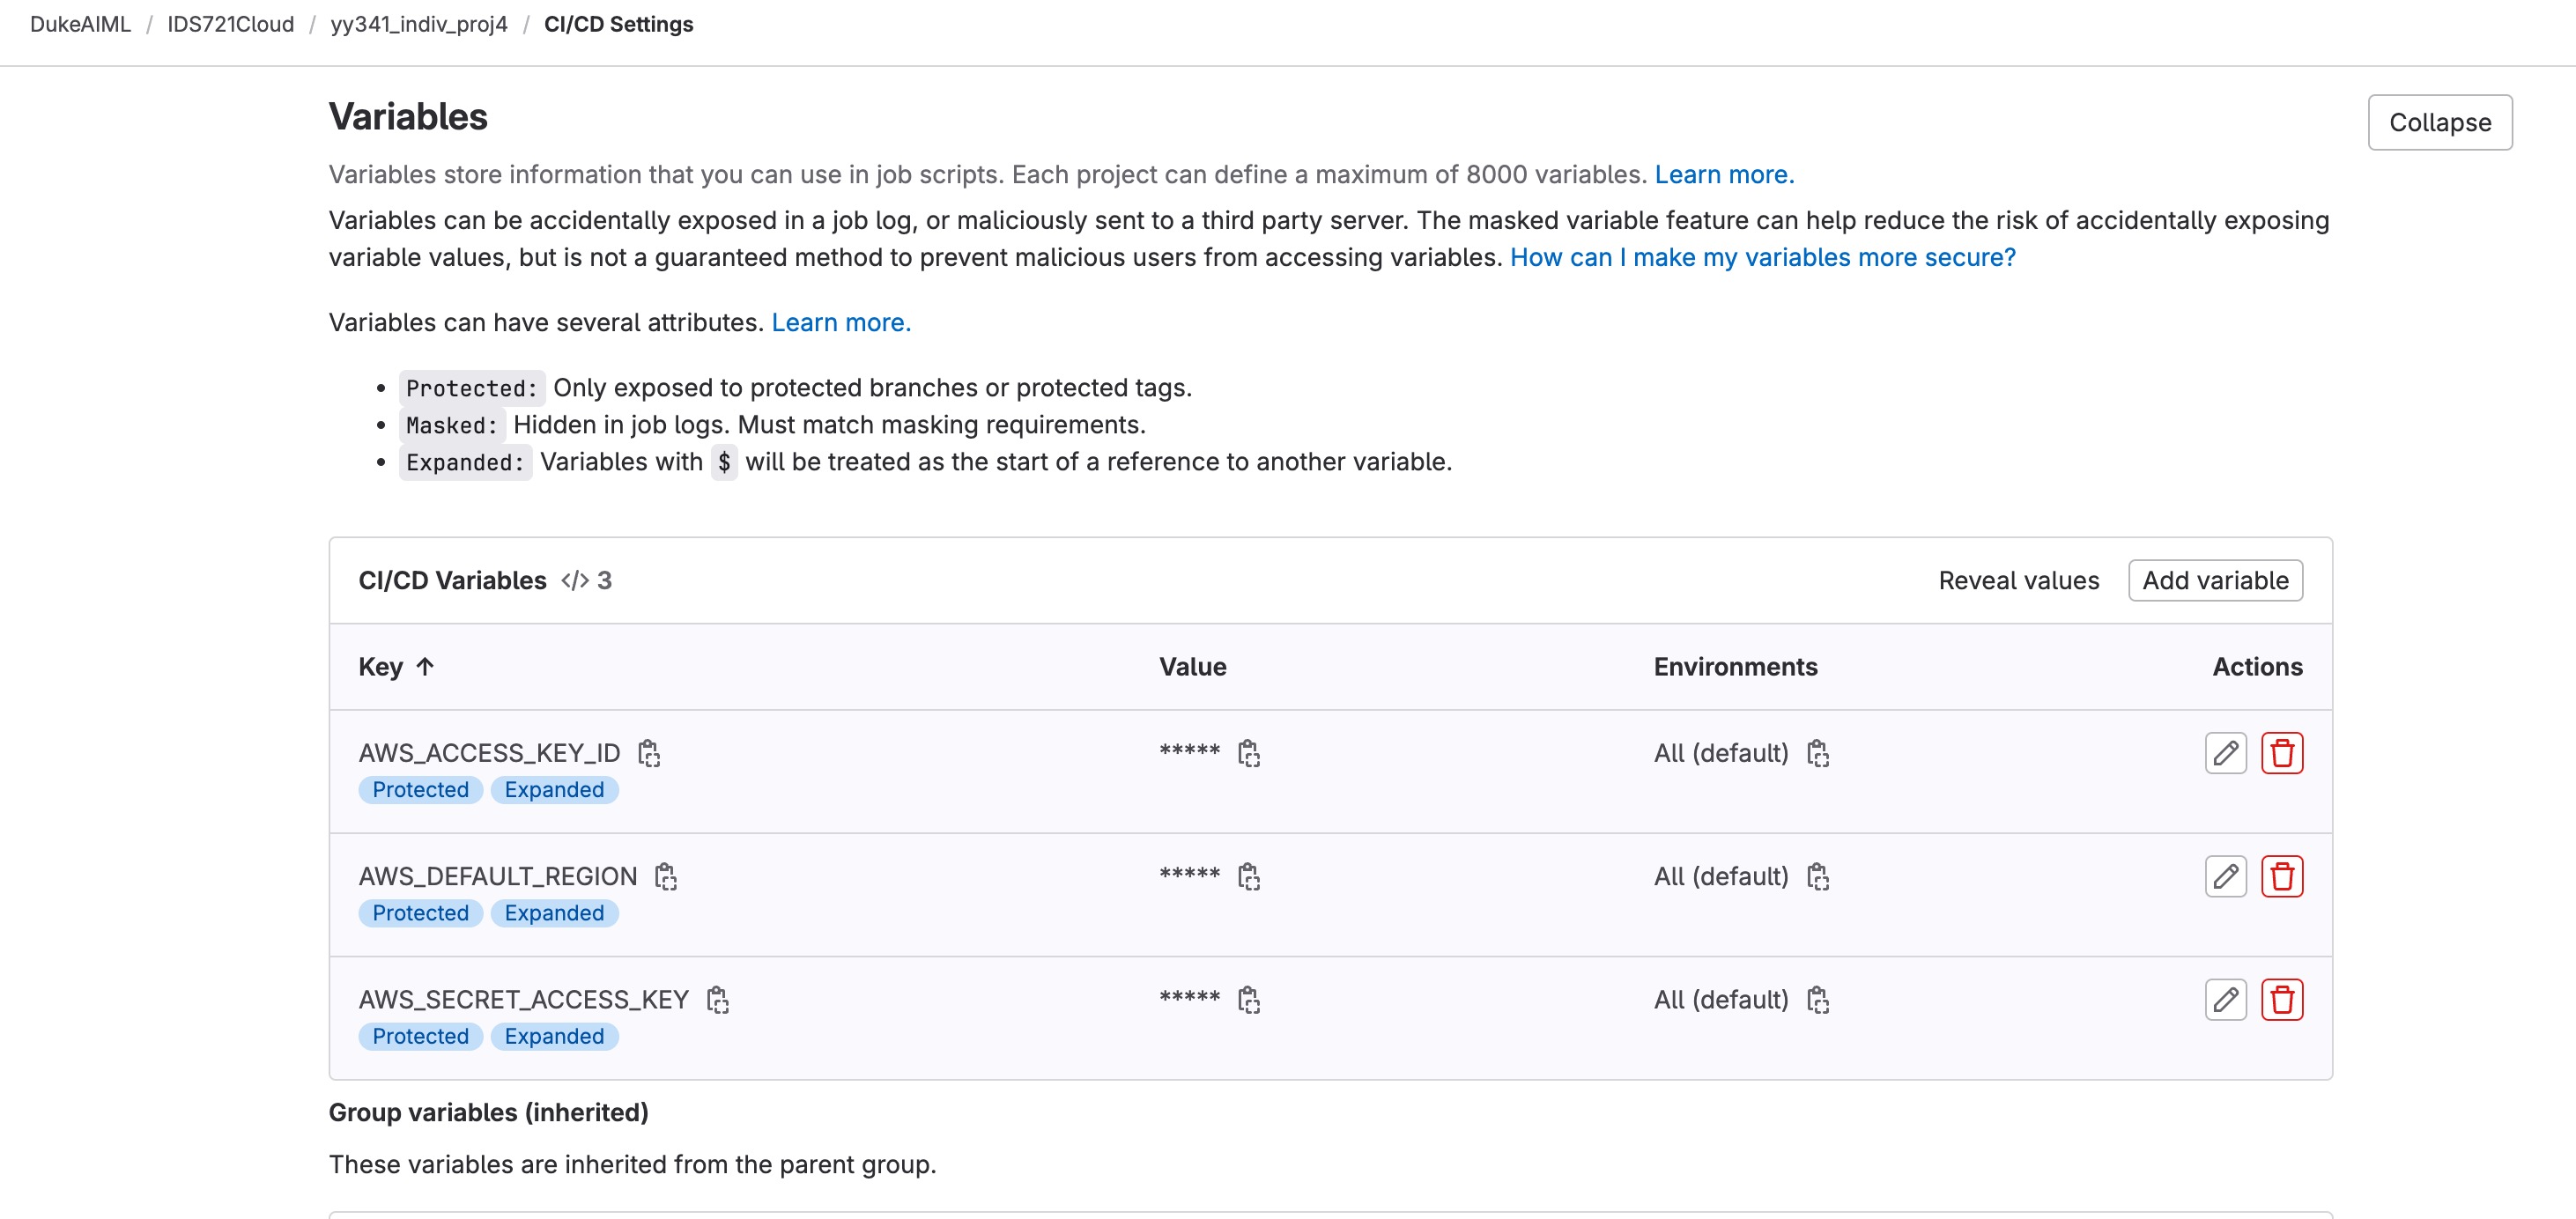 DukeAIML / IDS721Cloud / yy341_indiv_proj4 / CI/CD Settings
Variables
Collapse
Variables store information that you can use in job scripts. Each project can define a maximum of 8000 variables. Learn more.
Variables can be accidentally exposed in a job log, or maliciously sent to a third party server. The masked variable feature can help reduce the risk of accidentally exposing
variable values, but is not a guaranteed method to prevent malicious users from accessing variables. How can I make my variables more secure?
Variables can have several attributes. Learn more.
• Protected: Only exposed to protected branches or protected tags.
• Masked: Hidden in job logs. Must match masking requirements.
• Expanded: Variables with $ will be treated as the start of a reference to another variable.
CI/CD Variables </> 3 Reveal values Add variable
Key ↑ Value Environments Actions
AWS_ACCESS_KEY_ID ***** All (default)
Protected Expanded
AWS_DEFAULT_REGION ***** All (default)
Protected Expanded
AWS_SECRET_ACCESS_KEY ***** All (default)
Protected Expanded
Group variables (inherited)
These variables are inherited from the parent group.